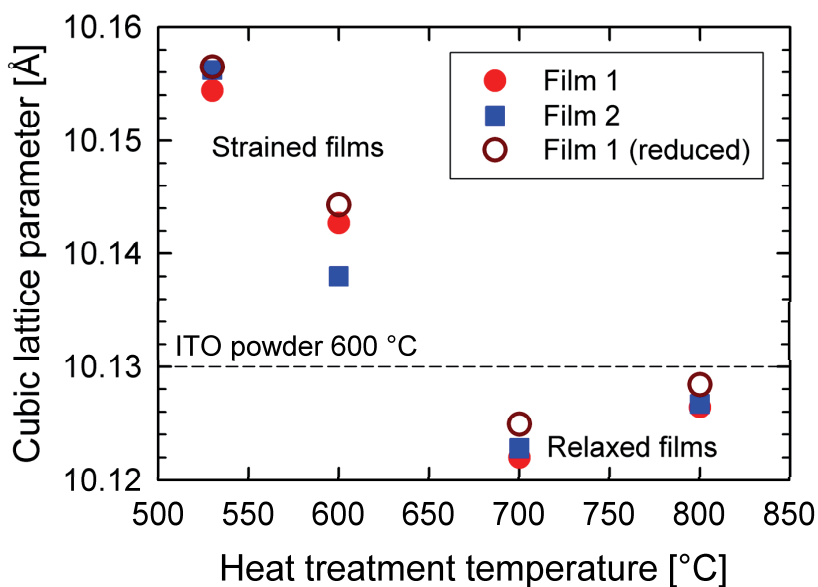 Cubic lattice parameter [Å]
10.16
10.15
10.14
10.13
10.12
Film 1
Film 2
Film 1 (reduced)
Strained films
ITO powder 600 °C
Relaxed films
500 550 600 650 700 750 800 850
Heat treatment temperature [°C]